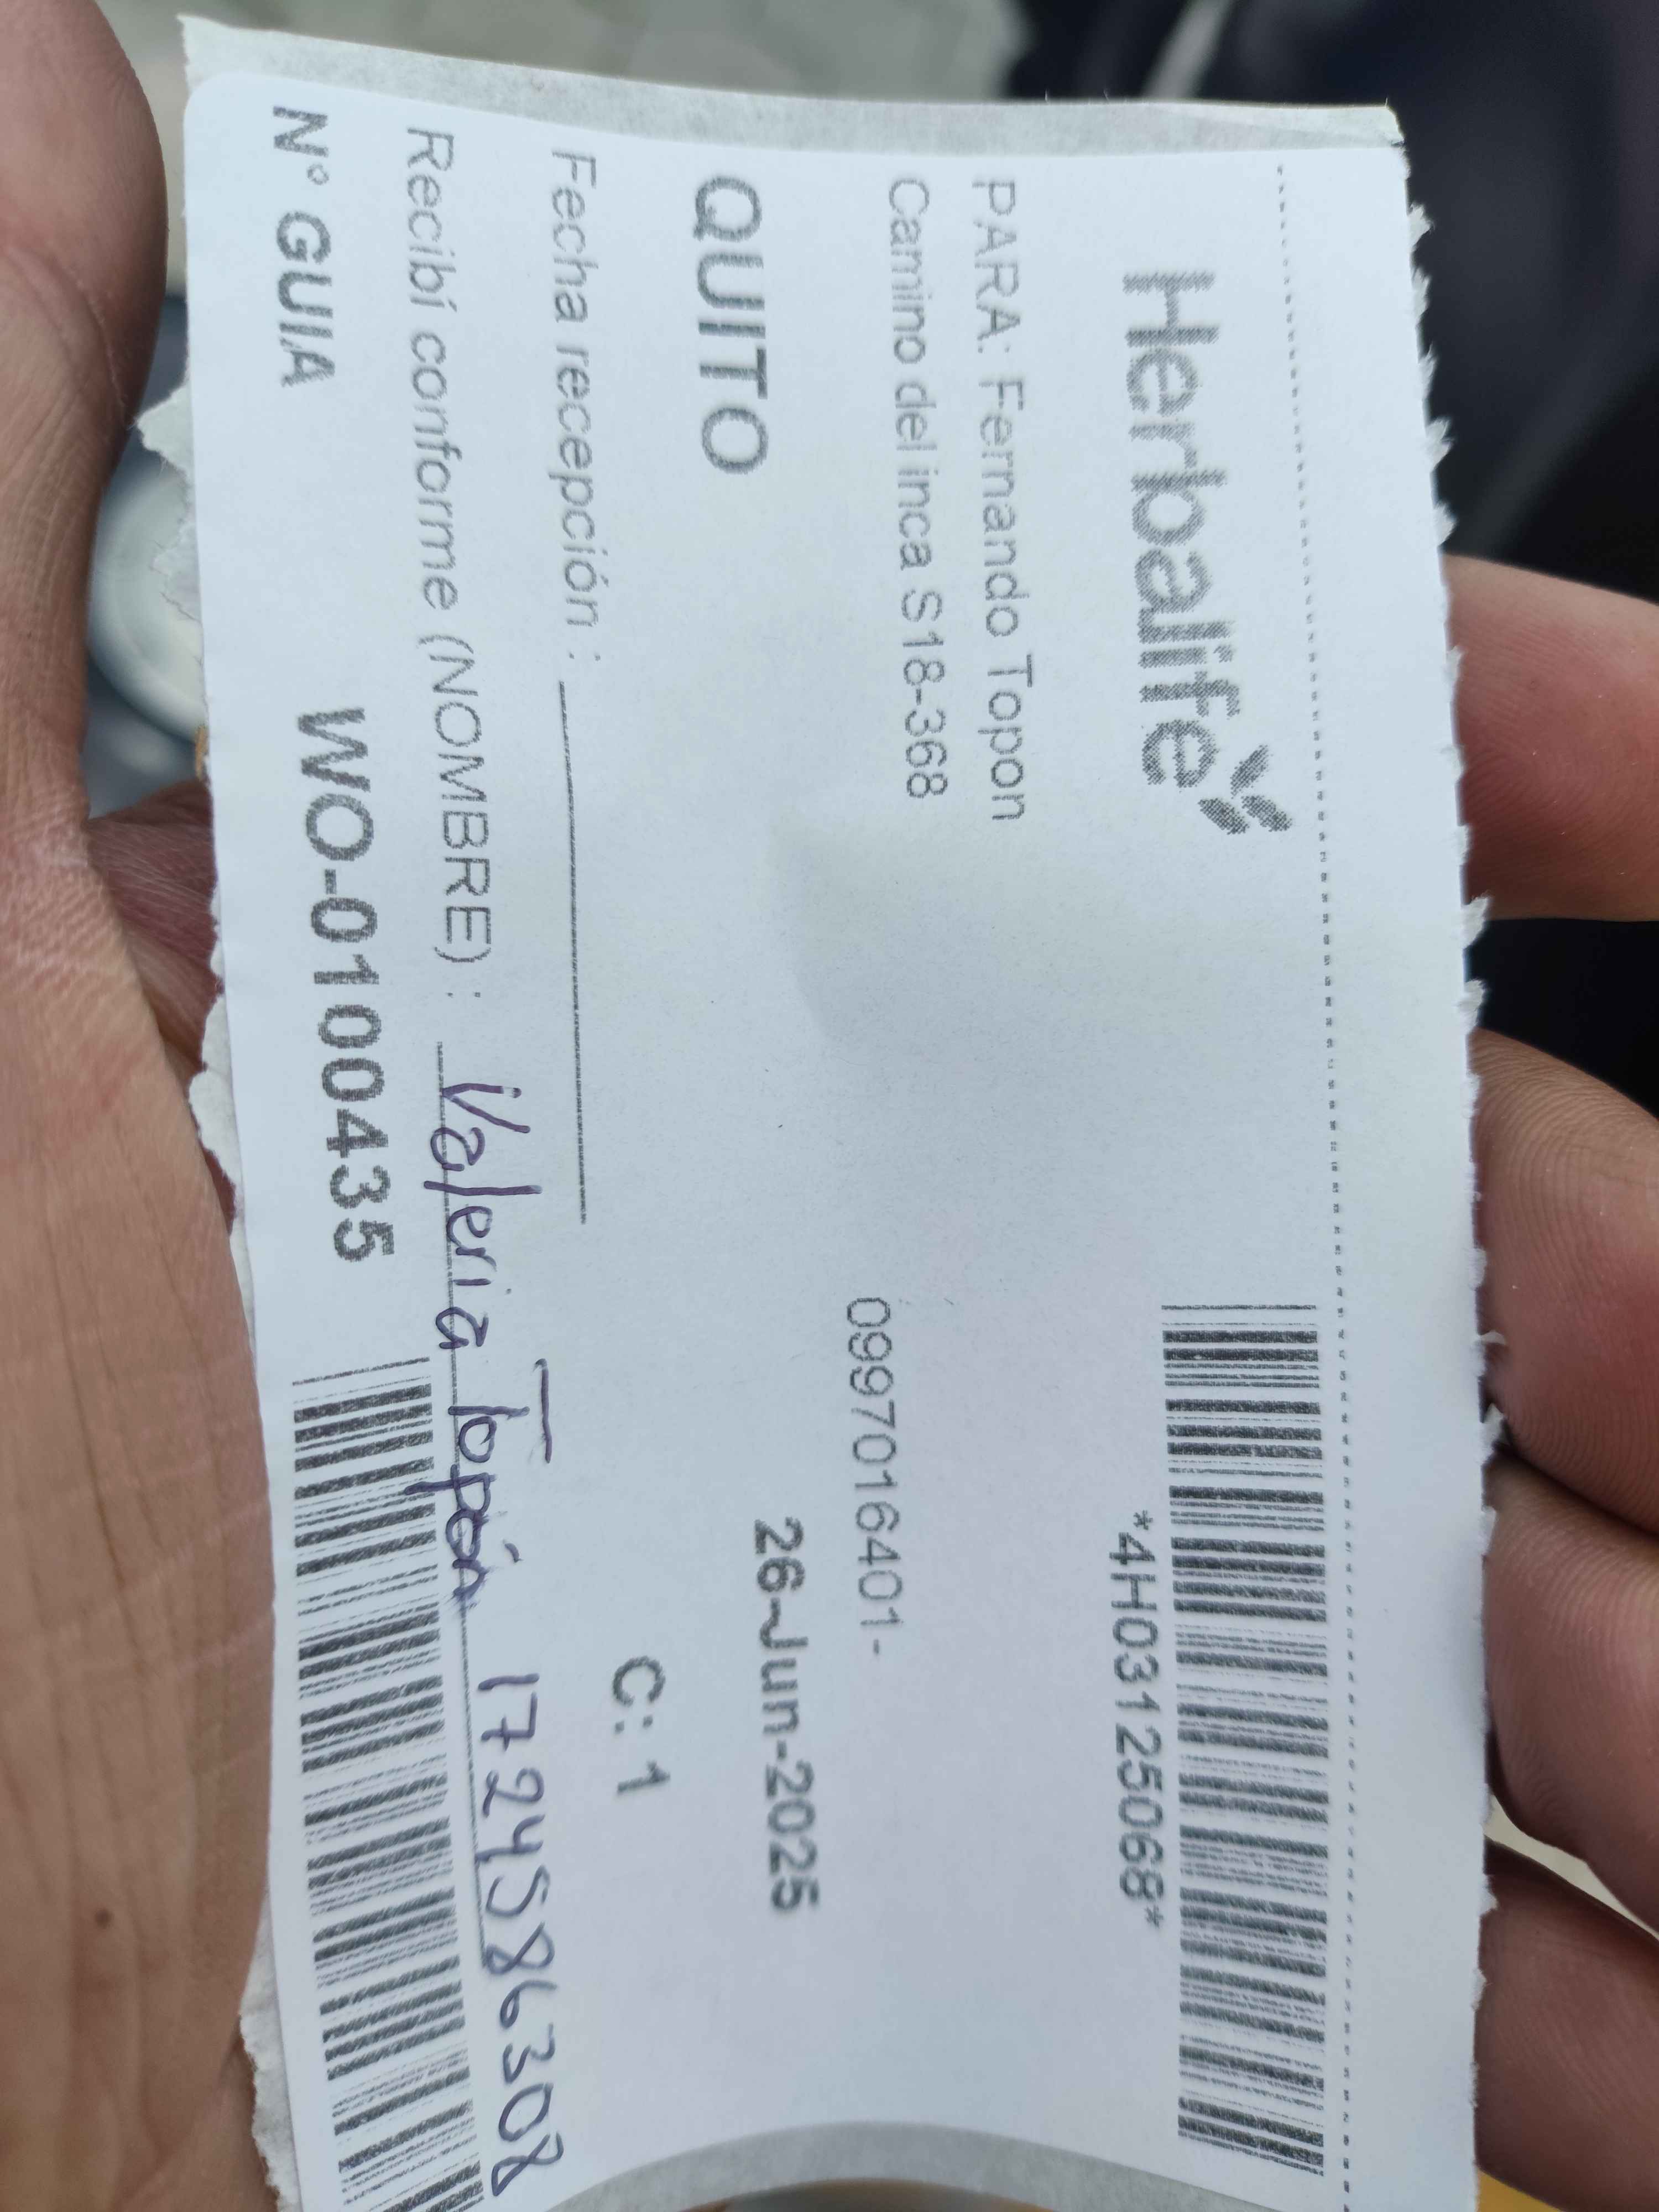 Herbalife
*4H03125068*
PARA: Fernando Topon
Camino del inca S18-368
0997016401-
QUITO
26-Jun-2025
C: 1
Fecha recepción :
Recibí conforme (NOMBRE) : Valeria Topón 1724586308
N° GUIA WO-0100435